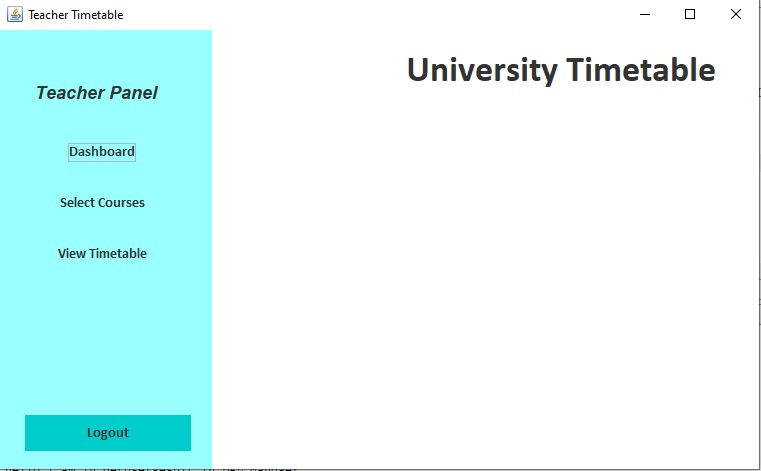 Teacher Timetable
University Timetable
Teacher Panel
Dashboard
Select Courses
View Timetable
Logout